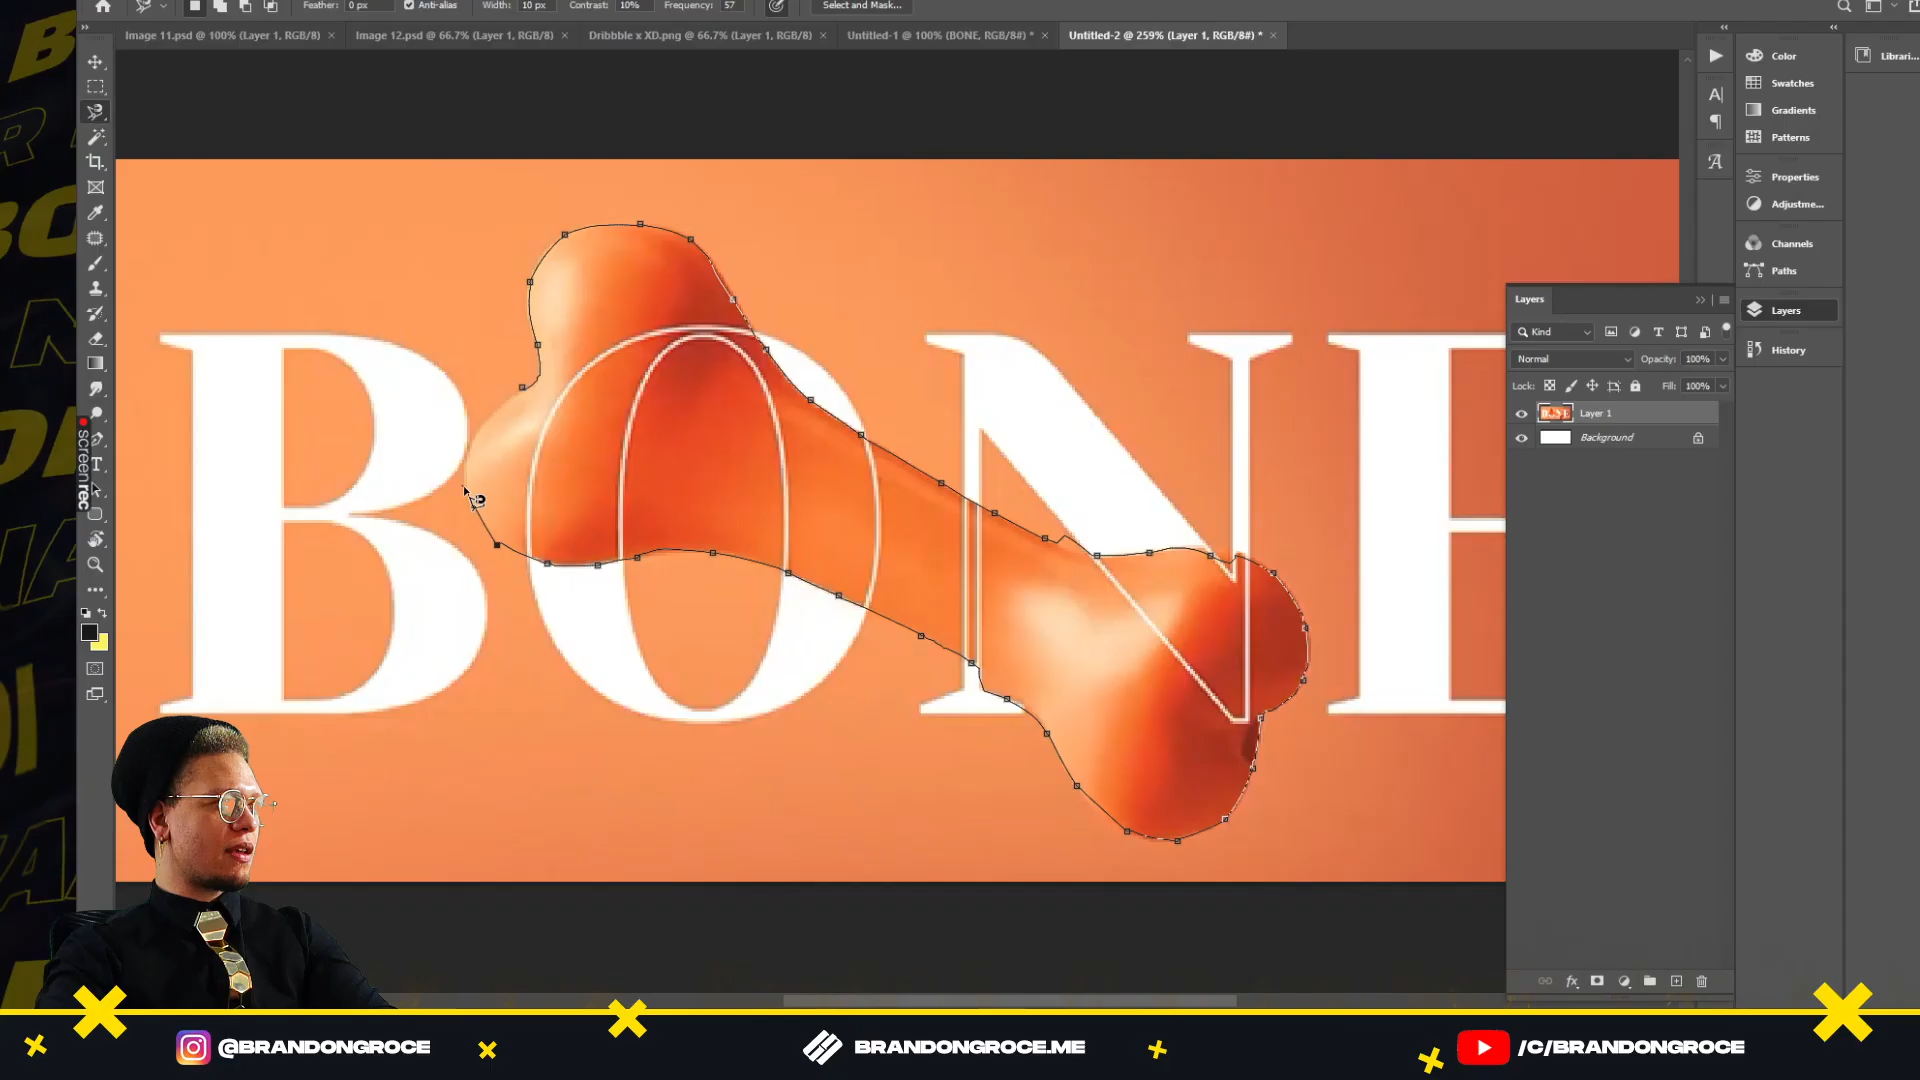 Feather: 0 px Anti-alias Width: 10 px Contrast: 10% Frequency: 57 Select and Mask...
Image 11.psd @ 100% (Layer 1, RGB/8#) Image 12.psd @ 66.7% (Layer 1, RGB/8#) Dribbble x XD.png @ 66.7% (Layer 1, RGB/8#) Untitled-1 @ 100% (BONE, RGB/8#) * Untitled-2 @ 259% (Layer 1, RGB/8#) *
Color
Librari...
Swatches
Gradients
Patterns
Properties
Adjustme...
Channels
Paths
Layers
History
Layers
Kind
Normal Opacity: 100%
Lock: Fill: 100%
Layer 1
Background
BONE
screenrec
@BRANDONGROCE
BRANDONGROCE.ME
/C/BRANDONGROCE